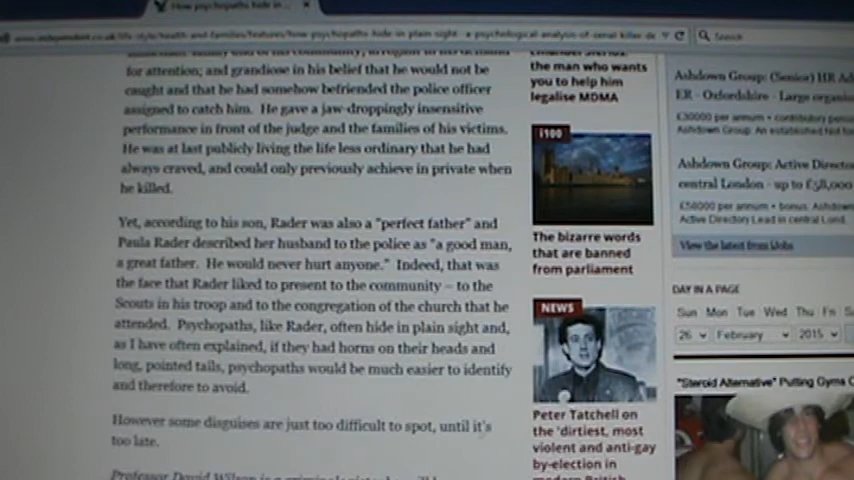 How psychopaths hide in ...
www.independent.co.uk/life-style/health-and-families/features/how-psychopaths-hide-in-plain-sight--a-psychological-analysis-of-serial-killer-de
Search
for attention; and grandiose in his belief that he would not be
caught and that he had somehow befriended the police officer
assigned to catch him. He gave a jaw-droppingly insensitive
performance in front of the judge and the families of his victims.
He was at last publicly living the life less ordinary that he had
always craved, and could only previously achieve in private when
he killed.
Yet, according to his son, Rader was also a "perfect father" and
Paula Rader described her husband to the police as "a good man,
a great father. He would never hurt anyone." Indeed, that was
the face that Rader liked to present to the community – to the
Scouts in his troop and to the congregation of the church that he
attended. Psychopaths, like Rader, often hide in plain sight and,
as I have often explained, if they had horns on their heads and
long, pointed tails, psychopaths would be much easier to identify
and therefore to avoid.
However some disguises are just too difficult to spot, until it's
too late.
Professor David Wilson is a criminologist
the man who wants
you to help him
legalise MDMA
i100
The bizarre words
that are banned
from parliament
NEWS
Peter Tatchell on
the 'dirtiest, most
violent and anti-gay
by-election in
modern British
Ashdown Group: (Senior) HR Ad
ER - Oxfordshire - Large organis
£30000 per annum + contributory pens
Ashdown Group: An established
Ashdown Group: Active Directo
central London - up to £58,000
£58000 per annum + bonus: Ashdown
Active Directory Lead in central Lond
View the latest from iJobs
DAY IN A PAGE
Sun Mon Tue Wed Thu Fri S
26 February 2015
"Steroid Alternative" Putting Gyms O